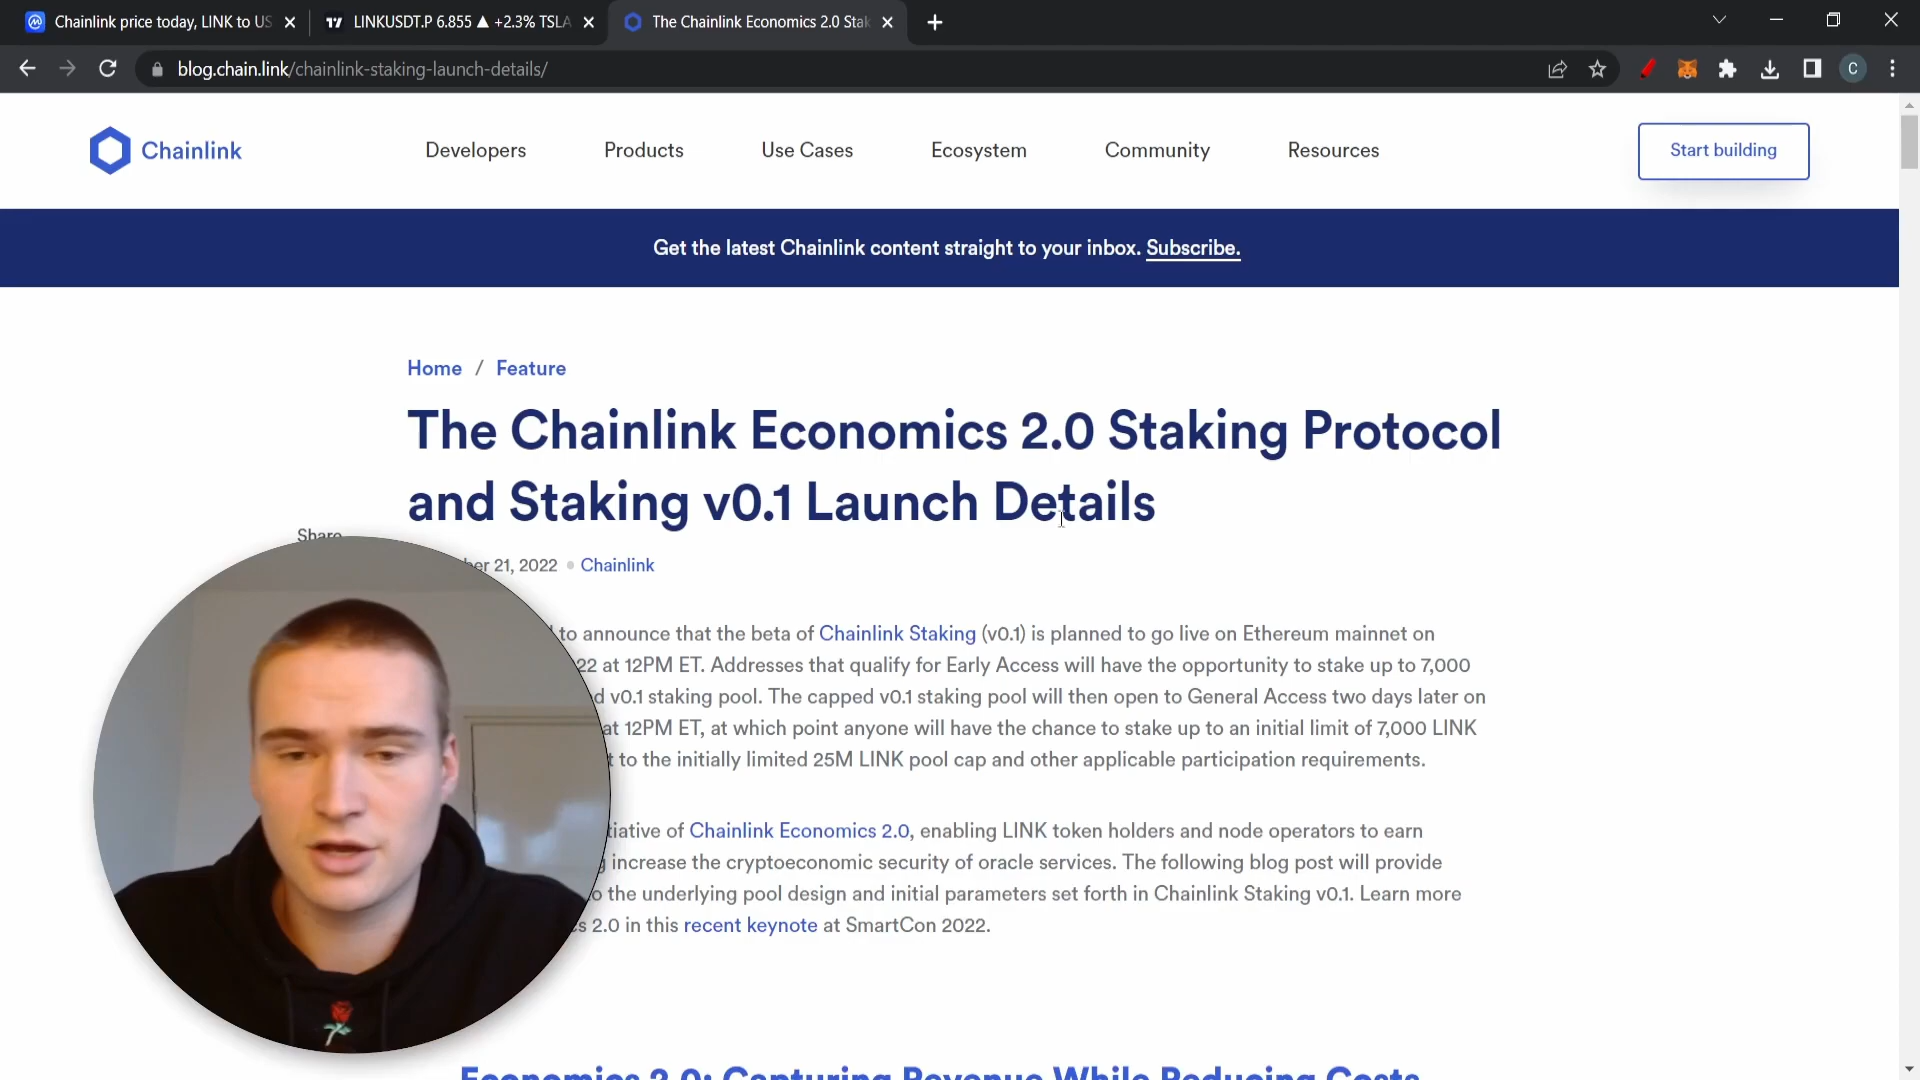 Chainlink price today, LINK to US
LINKUSDT.P 6.855 ▲ +2.3% TSLA
The Chainlink Economics 2.0 Stak
blog.chain.link/chainlink-staking-launch-details/
C
Chainlink
Developers
Products
Use Cases
Ecosystem
Community
Resources
Start building
Get the latest Chainlink content straight to your inbox. Subscribe.
Home / Feature
The Chainlink Economics 2.0 Staking Protocol
and Staking v0.1 Launch Details
Share
ber 21, 2022 • Chainlink
to announce that the beta of Chainlink Staking (v0.1) is planned to go live on Ethereum mainnet on
22 at 12PM ET. Addresses that qualify for Early Access will have the opportunity to stake up to 7,000
d v0.1 staking pool. The capped v0.1 staking pool will then open to General Access two days later on
at 12PM ET, at which point anyone will have the chance to stake up to an initial limit of 7,000 LINK
t to the initially limited 25M LINK pool cap and other applicable participation requirements.
tiative of Chainlink Economics 2.0, enabling LINK token holders and node operators to earn
g increase the cryptoeconomic security of oracle services. The following blog post will provide
o the underlying pool design and initial parameters set forth in Chainlink Staking v0.1. Learn more
cs 2.0 in this recent keynote at SmartCon 2022.
Economics 2.0: Capturing Revenue While Reducing Costs